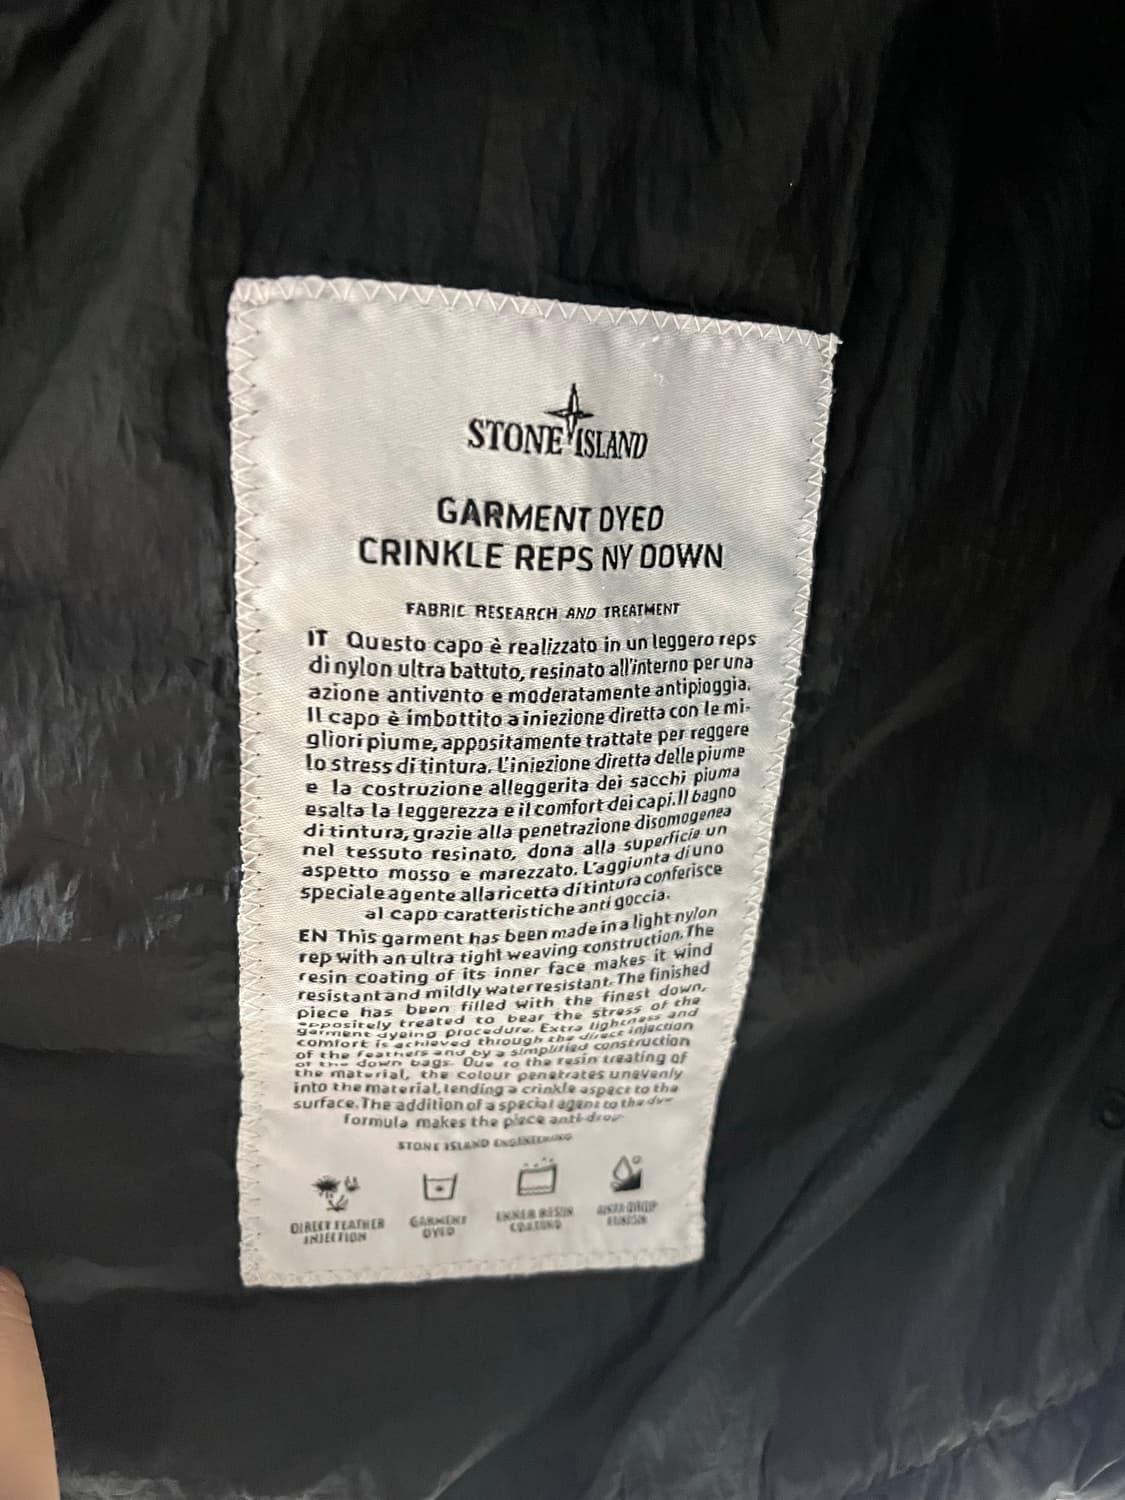 STONE ISLAND
GARMENT DYED
CRINKLE REPS NY DOWN
FABRIC RESEARCH AND TREATMENT
IT Questo capo è realizzato in un leggero reps
di nylon ultra battuto, resinato all'interno per una
azione antivento e moderatamente antipioggia.
Il capo è imbottito a iniezione diretta con le mi-
gliori piume, appositamente trattate per reggere
lo stress di tintura. L'iniezione diretta delle piume
e la costruzione alleggerita dei sacchi piuma
esalta la leggerezza e il comfort dei capi. Il bagno
di tintura, grazie alla penetrazione disomogenea
nel tessuto resinato, dona alla superficie un
aspetto mosso e marezzato. L'aggiunta di uno
speciale agente alla ricetta di tintura conferisce
al capo caratteristiche anti goccia.
EN This garment has been made in a light nylon
rep with an ultra tight weaving construction. The
resin coating of its inner face makes it wind
resistant and mildly water resistant. The finished
piece has been filled with the finest down,
oppositely treated to bear the stress of the
garment dyeing procedure. Extra lightness and
comfort is achieved through the direct injection
of the feathers and by a simplified construction
of the down bags. Due to the resin treating of
the material, the colour penetrates unevenly
into the material, lending a crinkle aspect to the
surface. The addition of a special agent to the dye
formula makes the piece anti-drop
STONE ISLAND ENGINEERING
DIRECT FEATHER
INJECTION
GARMENT
DYED
INNER RESIN
COATING
ANTI DROP
FINISH